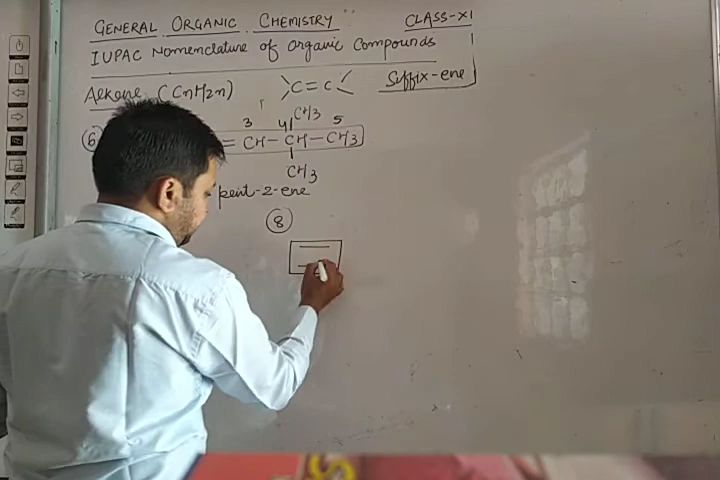 GENERAL ORGANIC CHEMISTRY CLASS-XI
IUPAC Nomenclature of organic Compounds
Alkene (CnH2n) >C=C< Suffix-ene
CH3
3 4 5
6 =CH-CH-CH3
CH3
pent-2-ene
8